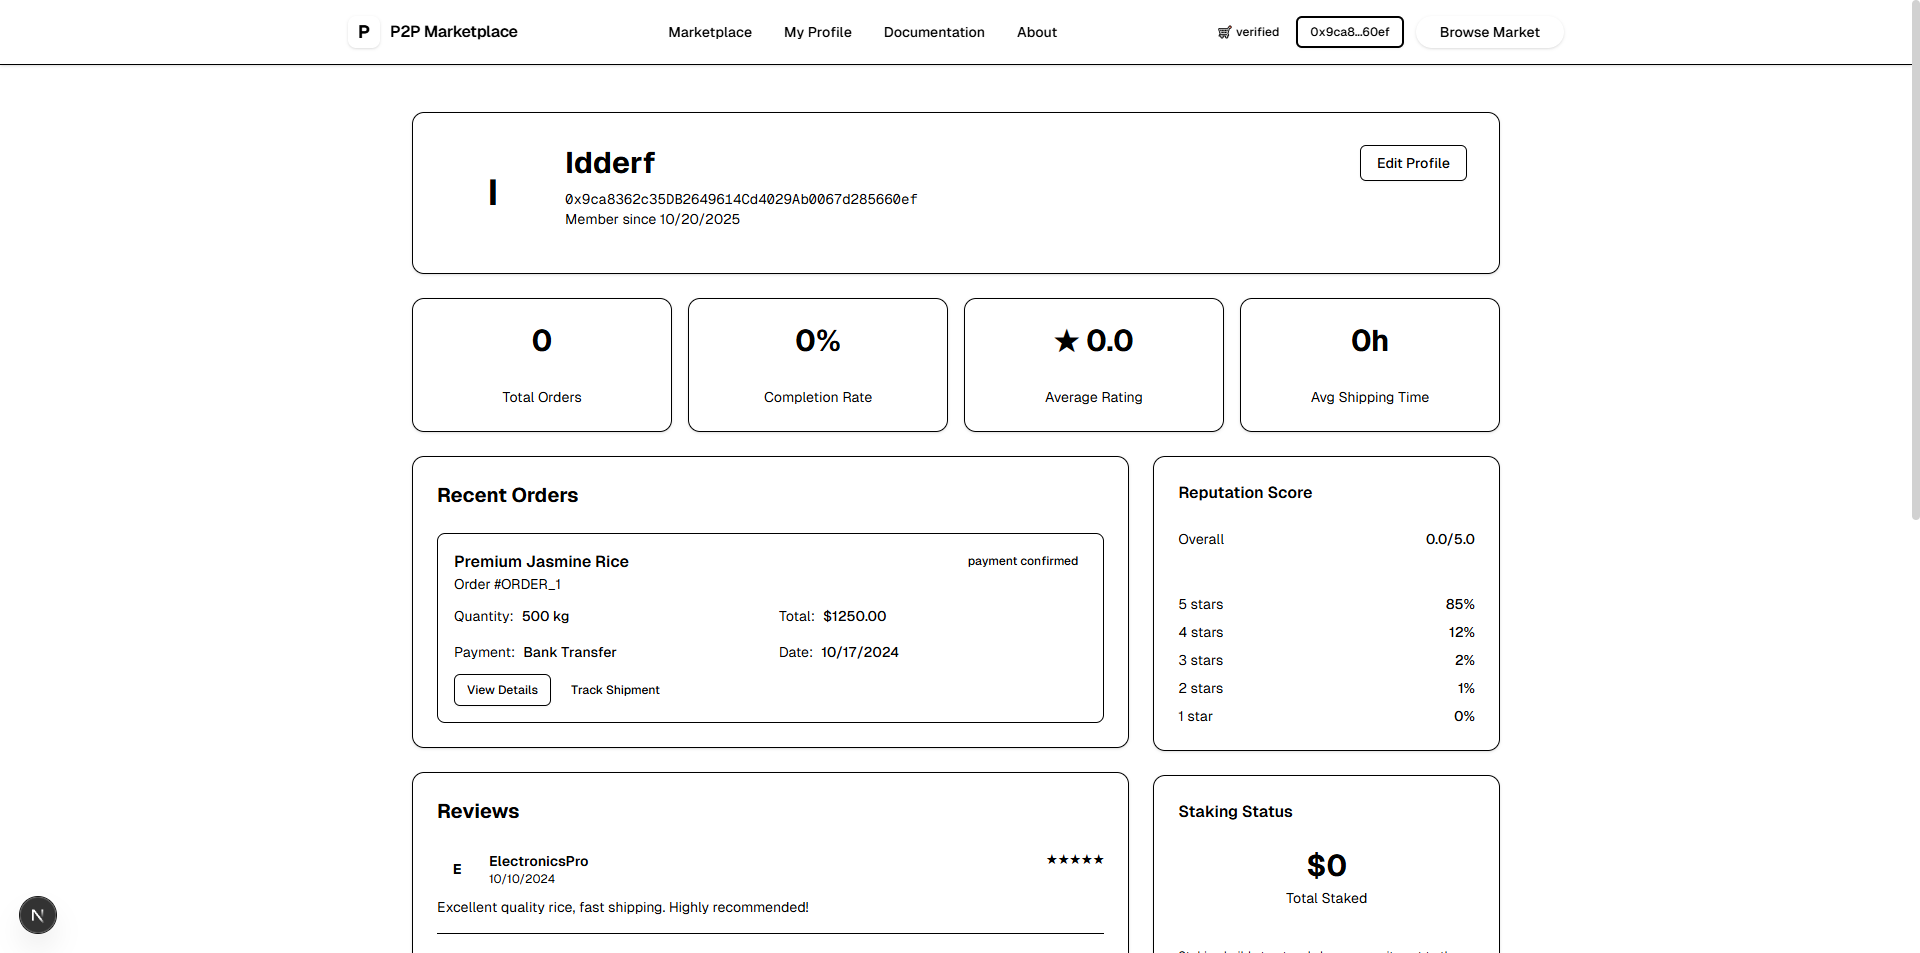 P P2P Marketplace Marketplace My Profile Documentation About 🛒 verified 0x9ca8...60ef Browse Market
I
Idderf
0x9ca8362c35DB2649614Cd4029Ab0067d285660ef
Member since 10/20/2025
Edit Profile
0
Total Orders
0%
Completion Rate
★ 0.0
Average Rating
0h
Avg Shipping Time
Recent Orders
Premium Jasmine Rice
payment confirmed
Order #ORDER_1
Quantity: 500 kg
Total: $1250.00
Payment: Bank Transfer
Date: 10/17/2024
View Details
Track Shipment
Reputation Score
Overall 0.0/5.0
5 stars 85%
4 stars 12%
3 stars 2%
2 stars 1%
1 star 0%
Reviews
E
ElectronicsPro
★★★★★
10/10/2024
Excellent quality rice, fast shipping. Highly recommended!
Staking Status
$0
Total Staked
N